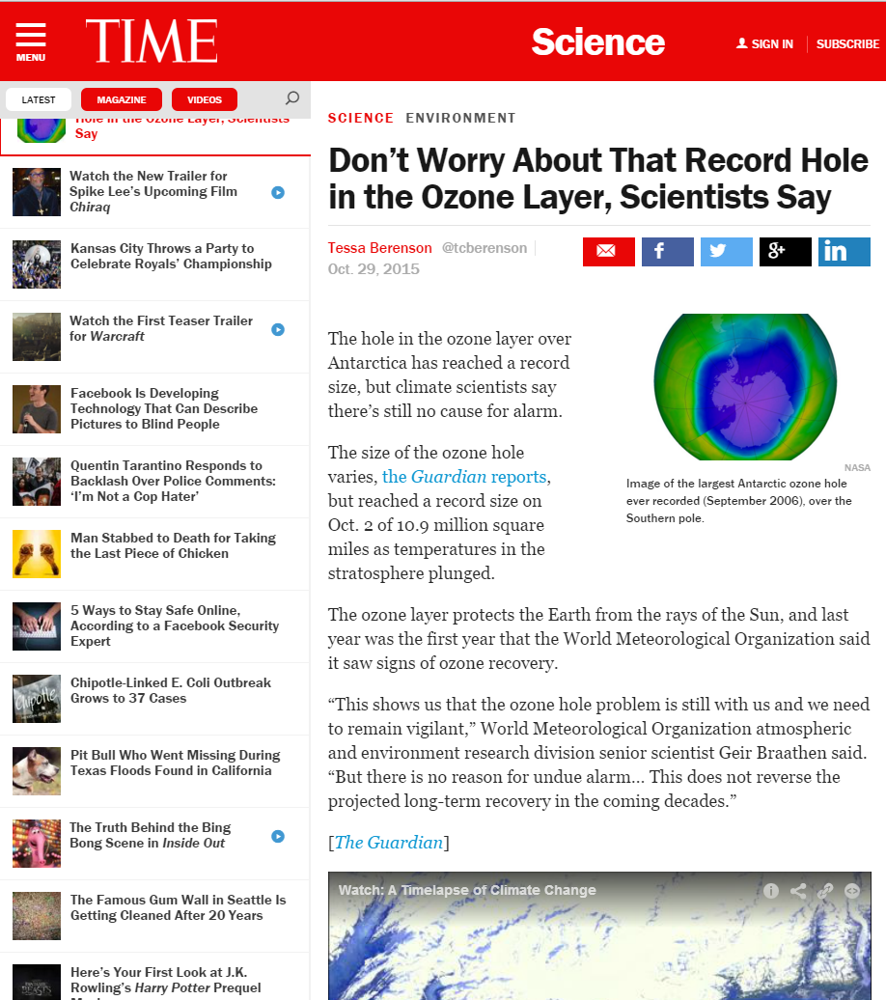 MENU
TIME
Science
SIGN IN
SUBSCRIBE
LATEST
MAGAZINE
VIDEOS
Hole in the Ozone Layer, Scientists
Say
Watch the New Trailer for
Spike Lee’s Upcoming Film
Chiraq
Kansas City Throws a Party to
Celebrate Royals’ Championship
Watch the First Teaser Trailer
for Warcraft
Facebook Is Developing
Technology That Can Describe
Pictures to Blind People
Quentin Tarantino Responds to
Backlash Over Police Comments:
‘I’m Not a Cop Hater’
Man Stabbed to Death for Taking
the Last Piece of Chicken
5 Ways to Stay Safe Online,
According to a Facebook Security
Expert
Chipotle
Chipotle-Linked E. Coli Outbreak
Grows to 37 Cases
Pit Bull Who Went Missing During
Texas Floods Found in California
The Truth Behind the Bing
Bong Scene in Inside Out
The Famous Gum Wall in Seattle Is
Getting Cleaned After 20 Years
Here’s Your First Look at J.K.
Rowling’s Harry Potter Prequel
SCIENCE ENVIRONMENT
Don’t Worry About That Record Hole
in the Ozone Layer, Scientists Say
Tessa Berenson @tcberenson
Oct. 29, 2015
f
g+
in
The hole in the ozone layer over
Antarctica has reached a record
size, but climate scientists say
there’s still no cause for alarm.
NASA
Image of the largest Antarctic ozone hole
ever recorded (September 2006), over the
Southern pole.
The size of the ozone hole
varies, the Guardian reports,
but reached a record size on
Oct. 2 of 10.9 million square
miles as temperatures in the
stratosphere plunged.
The ozone layer protects the Earth from the rays of the Sun, and last
year was the first year that the World Meteorological Organization said
it saw signs of ozone recovery.
“This shows us that the ozone hole problem is still with us and we need
to remain vigilant,” World Meteorological Organization atmospheric
and environment research division senior scientist Geir Braathen said.
“But there is no reason for undue alarm... This does not reverse the
projected long-term recovery in the coming decades.”
[The Guardian]
Watch: A Timelapse of Climate Change